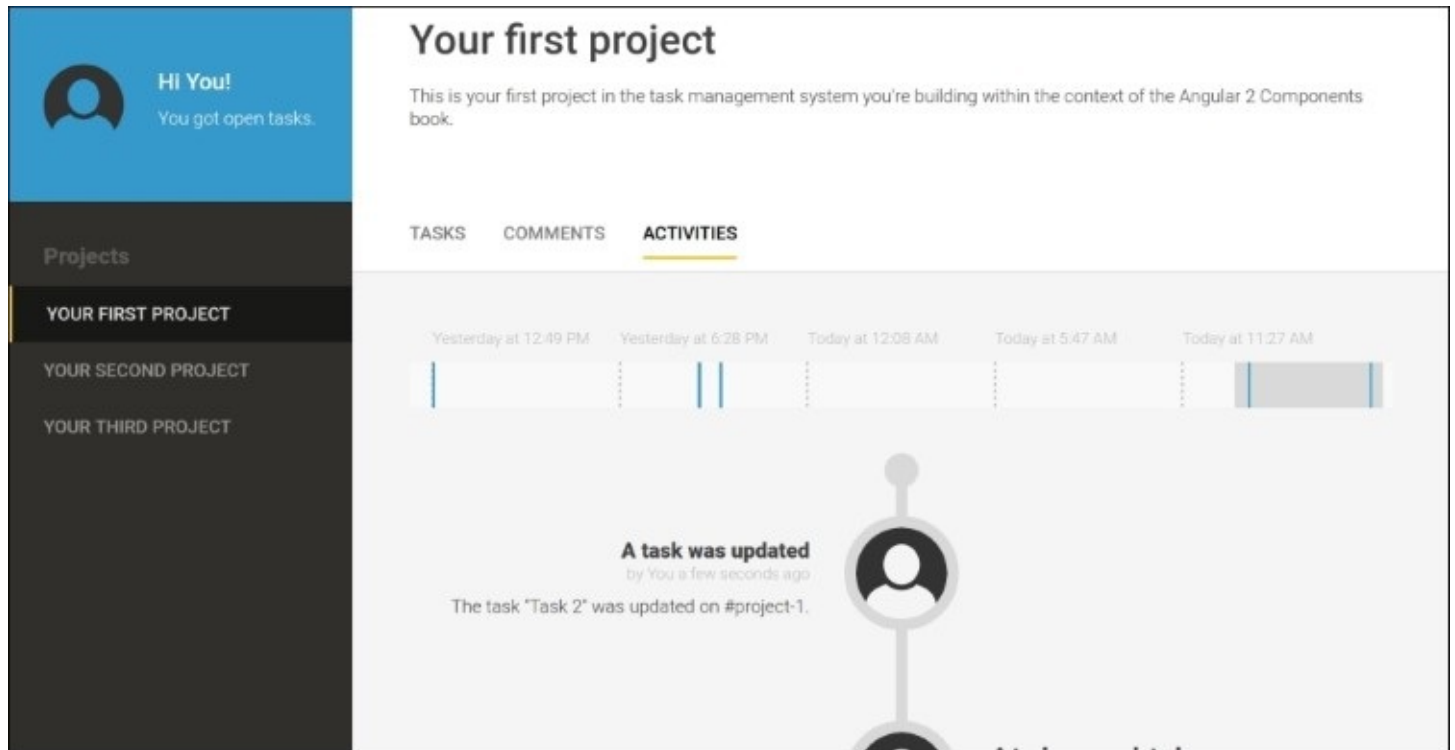 Hi You!
You got open tasks.
Projects
YOUR FIRST PROJECT
YOUR SECOND PROJECT
YOUR THIRD PROJECT
Your first project
This is your first project in the task management system you're building within the context of the Angular 2 Components
book.
TASKS COMMENTS ACTIVITIES
Yesterday at 12:49 PM Yesterday at 6:28 PM Today at 12:08 AM Today at 5:47 AM Today at 11:27 AM
A task was updated
by You a few seconds ago
The task "Task 2" was updated on #project-1.